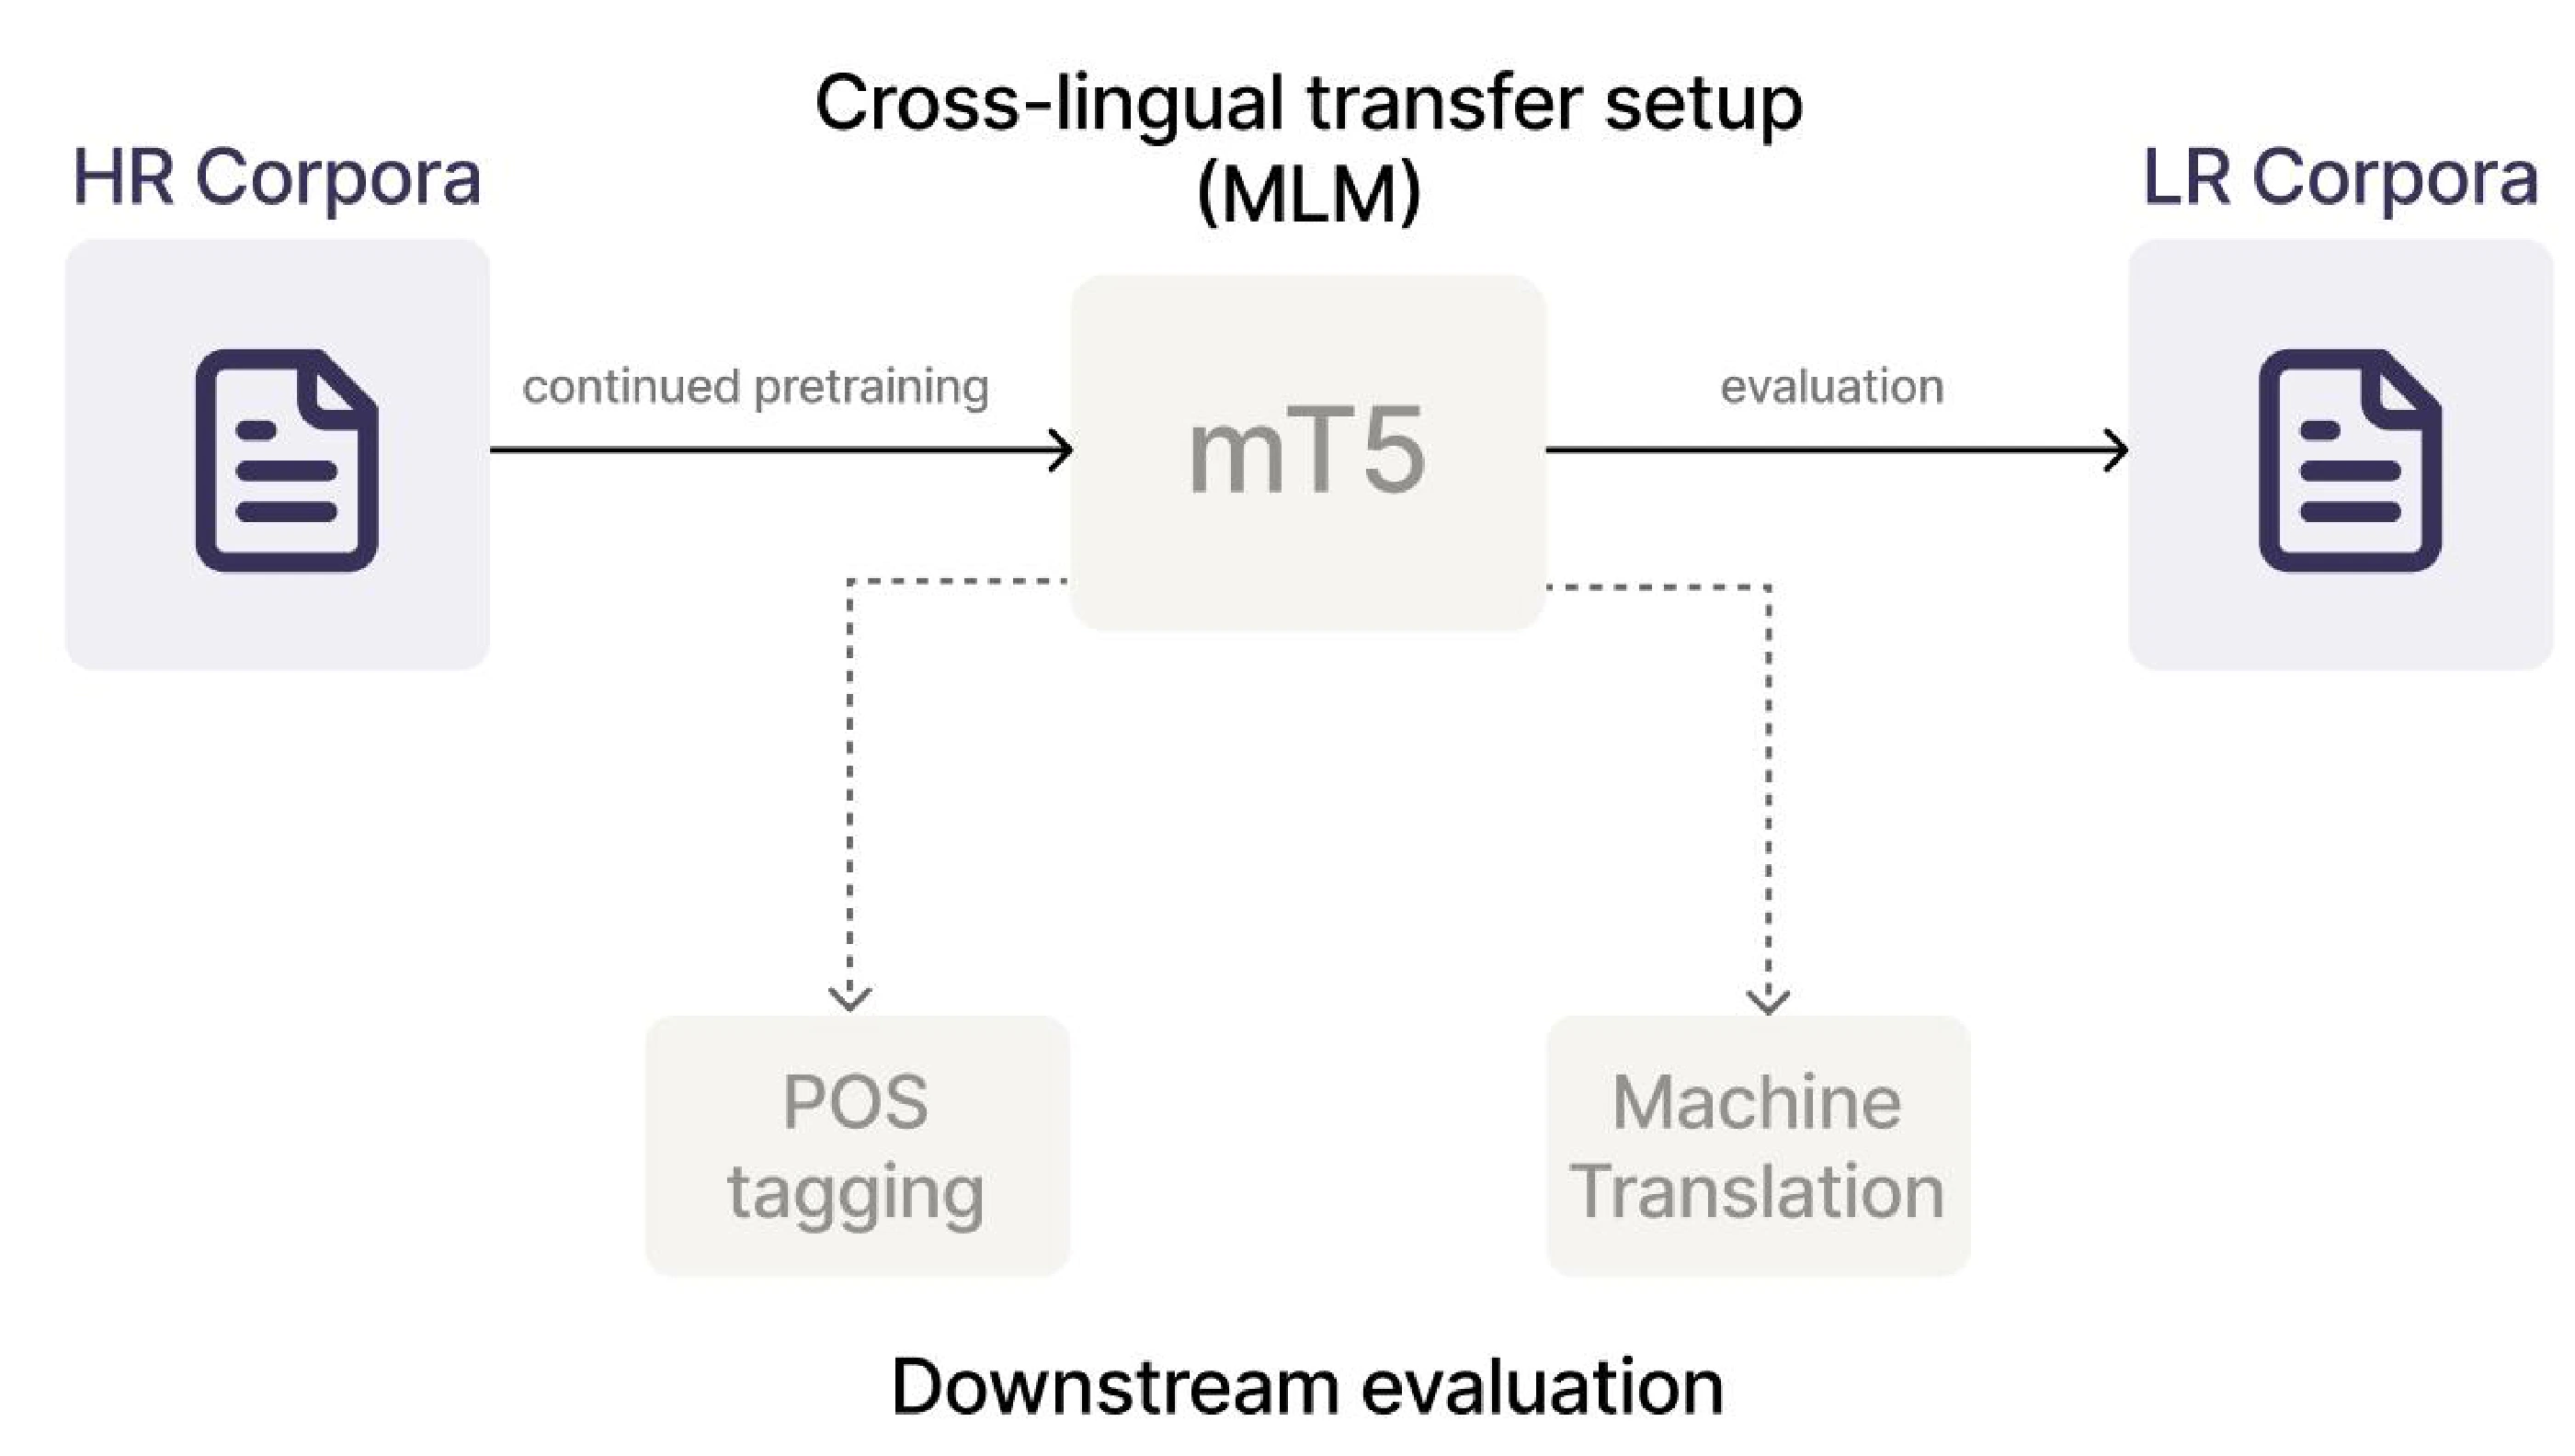 Cross-lingual transfer setup
(MLM)
HR Corpora
LR Corpora
continued pretraining
mT5
evaluation
POS
tagging
Machine
Translation
Downstream evaluation